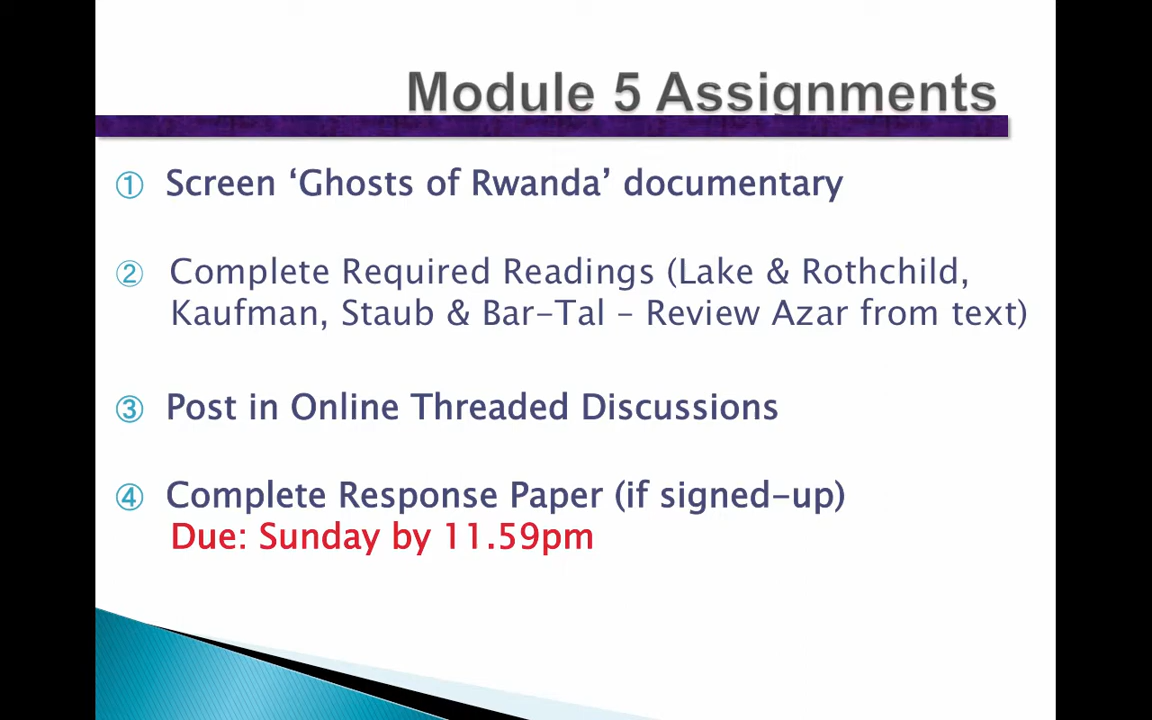 Module 5 Assignments
① Screen ‘Ghosts of Rwanda’ documentary
② Complete Required Readings (Lake & Rothchild,
Kaufman, Staub & Bar-Tal – Review Azar from text)
③ Post in Online Threaded Discussions
④ Complete Response Paper (if signed-up)
Due: Sunday by 11.59pm